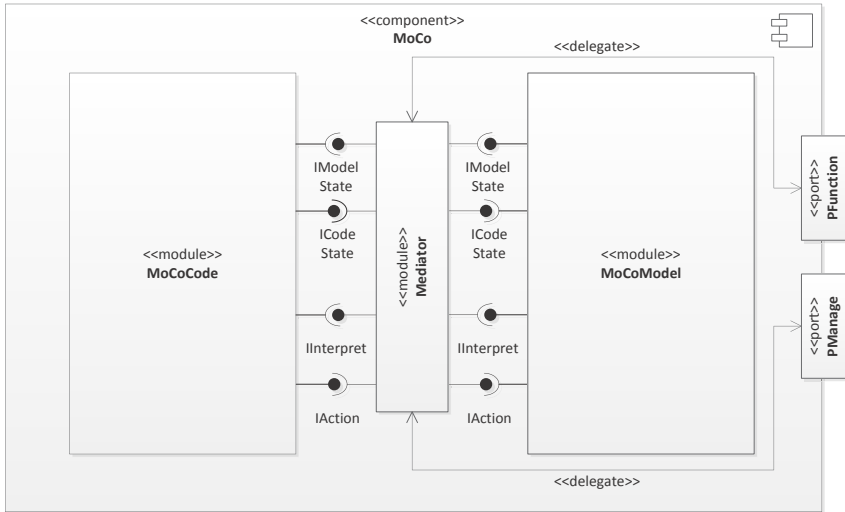 <<component>>
MoCo
<<delegate>>
IModel
State
IModel
State
<<port>>
PFunction
ICode
State
ICode
State
<<module>>
MoCoCode
<<module>>
Mediator
<<module>>
MoCoModel
<<port>>
PManage
IInterpret
IInterpret
IAction
IAction
<<delegate>>